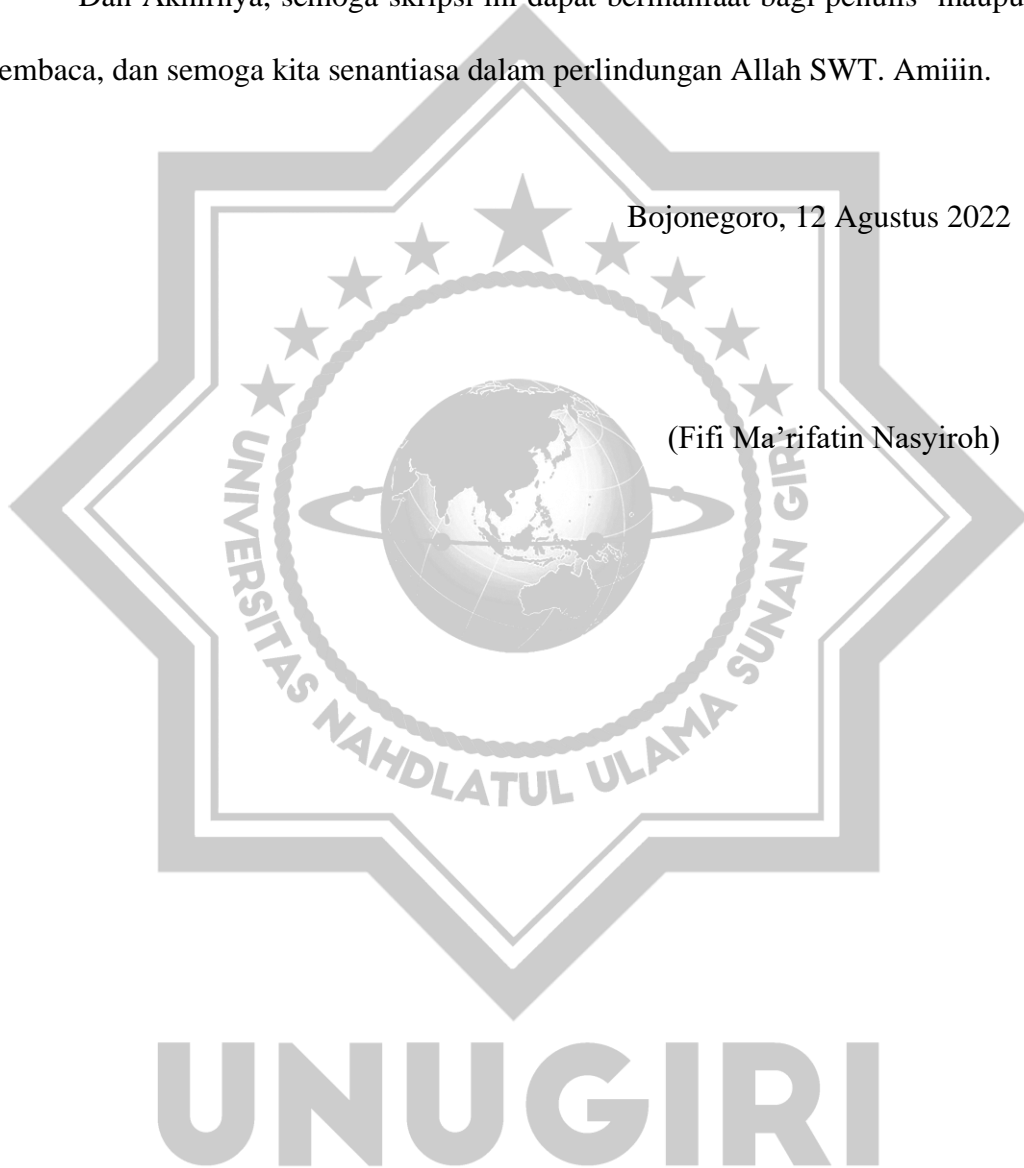 Dan Akhirnya, semoga skripsi ini dapat bermanfaat bagi penulis maupu
embaca, dan semoga kita senantiasa dalam perlindungan Allah SWT. Amiiin.
Bojonegoro, 12 Agustus 2022
(Fifi Ma’rifatin Nasyiroh)
UNIVERSITAS NAHDLATUL ULAMA SUNAN GIRI
UNUGIRI